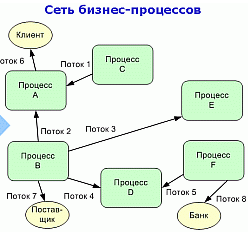 Сеть бизнес-процессов
Клиент
Поток 6
Поток 1
Процесс
C
Процесс
A
Процесс
E
Поток 2
Поток 3
Процесс
B
Процесс
F
Процесс
D
Поток 7
Поток 4
Поток 5
Поток 8
Постав-
щик
Банк